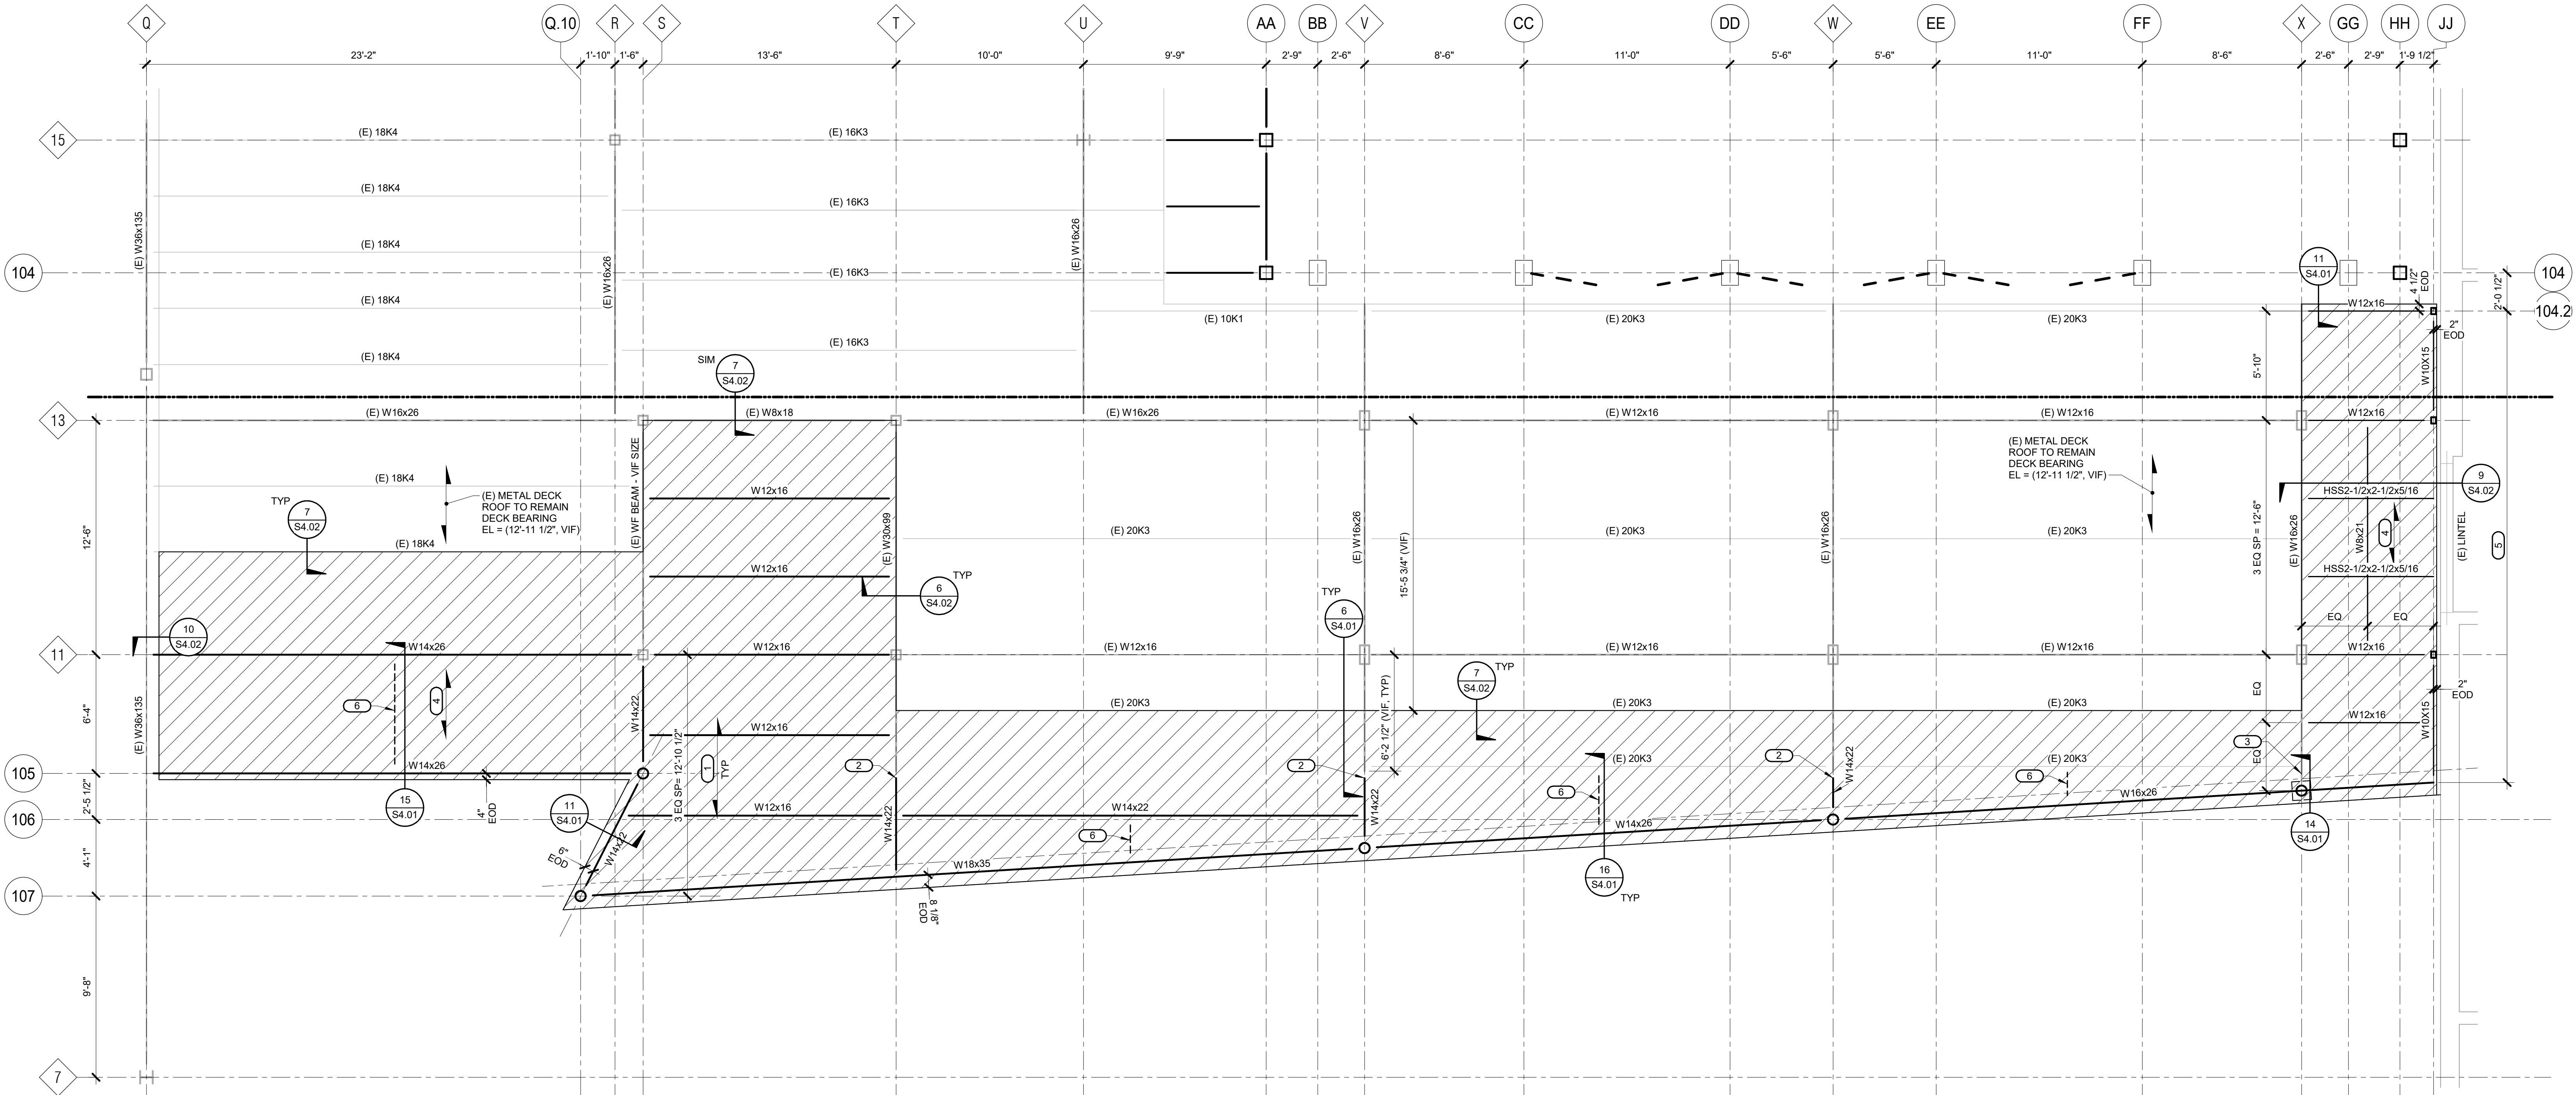 Q
Q.10
R
S
T
U
AA
BB
V
CC
DD
W
EE
FF
X
GG
HH
JJ
23'-2"
1'-10"
1'-6"
13'-6"
10'-0"
9'-9"
2'-9"
2'-6"
8'-6"
11'-0"
5'-6"
5'-6"
11'-0"
8'-6"
2'-6"
2'-9"
1'-9 1/2"
15
(E) 18K4
(E) 16K3
(E) 18K4
(E) 16K3
(E) W36x135
(E) W16x26
(E) W16x26
(E) 18K4
104
(E) 16K3
11
S4.01
4 1/2"
EOD
2'-0 1/2"
104
(E) 18K4
W12x16
104.2
(E) 10K1
(E) 20K3
(E) 20K3
2"
EOD
(E) 16K3
(E) 18K4
SIM
7
S4.02
5'-10"
W10X15
13
(E) W16x26
(E) W8x18
(E) W16x26
(E) W12x16
(E) W12x16
W12x16
(E) WF BEAM - VIF SIZE
(E) METAL DECK
ROOF TO REMAIN
DECK BEARING
EL = (12'-11 1/2", VIF)
(E) 18K4
9
S4.02
TYP
7
S4.02
(E) METAL DECK
ROOF TO REMAIN
DECK BEARING
EL = (12'-11 1/2", VIF)
W12x16
HSS2-1/2x2-1/2x5/16
12'-6"
(E) 18K4
(E) W30x99
(E) 20K3
(E) W16x26
15'-5 3/4" (VIF)
(E) 20K3
(E) W16x26
(E) 20K3
3 EQ SP = 12'-6"
(E) W16x26
W8x21
4
(E) LINTEL
5
W12x16
TYP
6
S4.02
HSS2-1/2x2-1/2x5/16
TYP
6
S4.01
EQ
EQ
10
S4.02
11
W14x26
W12x16
(E) W12x16
(E) W12x16
(E) W12x16
W12x16
7
S4.02
TYP
2"
EOD
6
4
(E) W36x135
6'-4"
W14x22
3 EQ SP= 12'-10 1/2"
W12x16
1
TYP
(E) 20K3
6'-2 1/2" (VIF, TYP)
(E) 20K3
(E) 20K3
EQ
EQ
W12x16
W10X15
105
W14x26
2
2
(E) 20K3
2
W14x22
(E) 20K3
3
6
2'-5 1/2"
4"
EOD
15
S4.01
11
S4.01
W12x16
W14x22
W14x22
W14x22
6
W16x26
106
6
W14x26
14
S4.01
4'-1"
6"
EOD
W14x22
W18x35
16
S4.01
TYP
107
8 1/8"
EOD
9'-8"
7